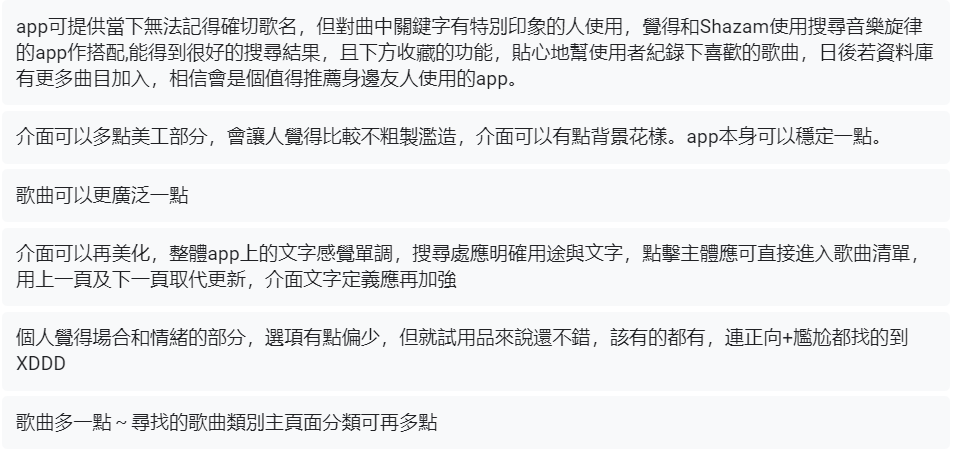 app可提供當下無法記得確切歌名，但對曲中關鍵字有特別印象的人使用，覺得和Shazam使用搜尋音樂旋律
的app作搭配,能得到很好的搜尋結果，且下方收藏的功能，貼心地幫使用者紀錄下喜歡的歌曲，日後若資料庫
有更多曲目加入，相信會是個值得推薦身邊友人使用的app。
介面可以多點美工部分，會讓人覺得比較不粗製濫造，介面可以有點背景花樣。app本身可以穩定一點。
歌曲可以更廣泛一點
介面可以再美化，整體app上的文字感覺單調，搜尋處應明確用途與文字，點擊主體應可直接進入歌曲清單，
用上一頁及下一頁取代更新，介面文字定義應再加強
個人覺得場合和情緒的部分，選項有點偏少，但就試用品來說還不錯，該有的都有，連正向+尷尬都找的到
XDDD
歌曲多一點～尋找的歌曲類別主頁面分類可再多點